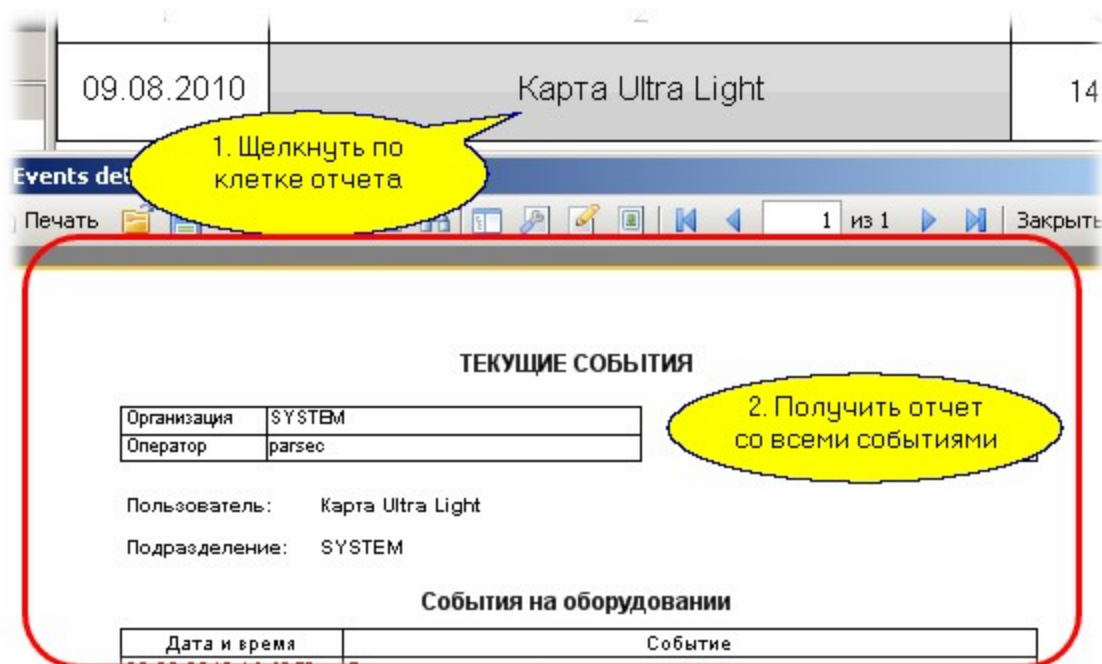 09.08.2010 Карта Ultra Light 14
1. Щелкнуть по
клетке отчета
Events de
Печать 1 из 1 Закрыть
ТЕКУЩИЕ СОБЫТИЯ
Организация SYSTEM
Оператор parsec
2. Получить отчет
со всеми событиями
Пользователь: Карта Ultra Light
Подразделение: SYSTEM
События на оборудовании
Дата и время Событие